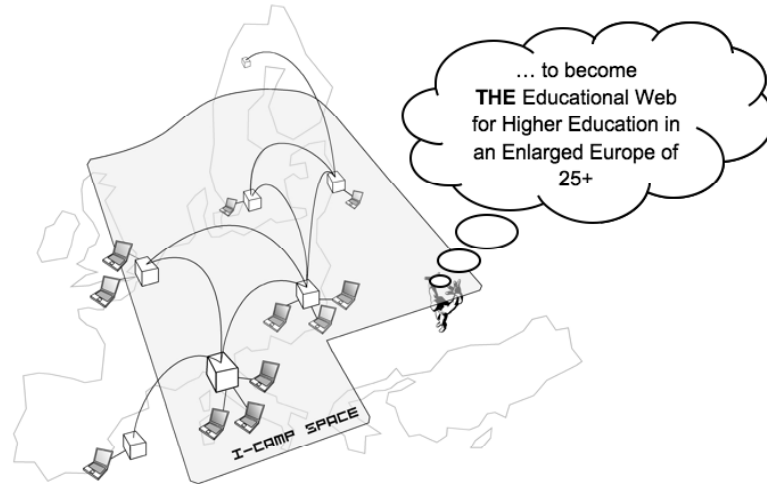 ... to become
THE Educational Web
for Higher Education in
an Enlarged Europe of
25+
I-CAMP SPACE